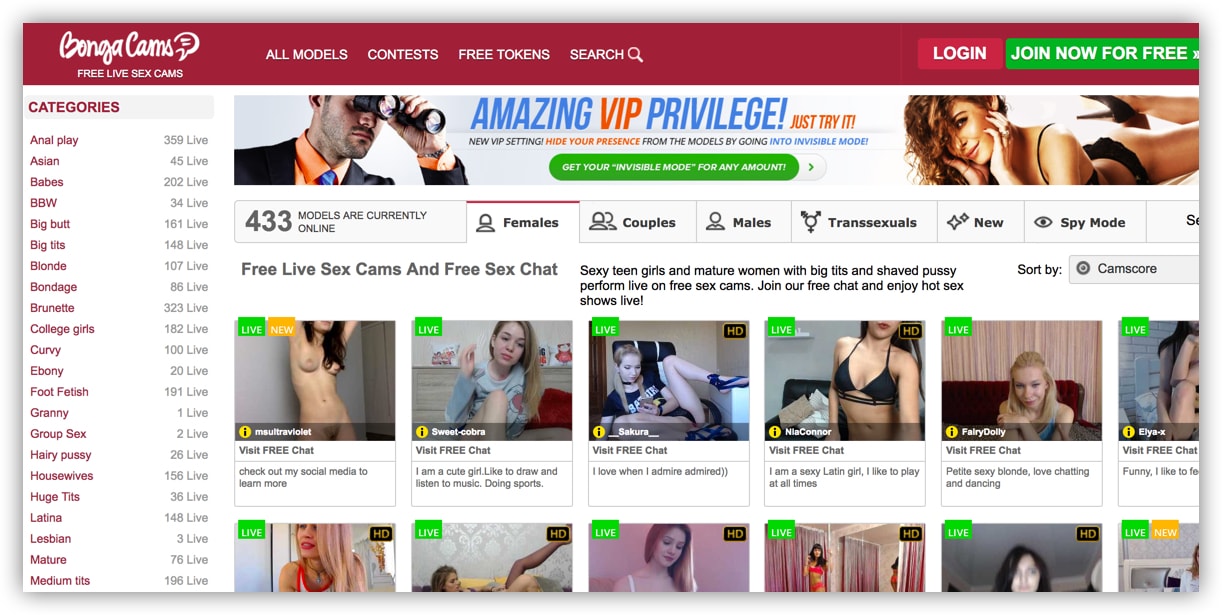 BongaCams
FREE LIVE SEX CAMS
ALL MODELS CONTESTS FREE TOKENS SEARCH
LOGIN JOIN NOW FOR FREE »
CATEGORIES
Anal play 359 Live
Asian 45 Live
Babes 202 Live
BBW 34 Live
Big butt 161 Live
Big tits 148 Live
Blonde 107 Live
Bondage 86 Live
Brunette 323 Live
College girls 182 Live
Curvy 100 Live
Ebony 20 Live
Foot Fetish 191 Live
Granny 1 Live
Group Sex 2 Live
Hairy pussy 26 Live
Housewives 156 Live
Huge Tits 36 Live
Latina 148 Live
Lesbian 3 Live
Mature 76 Live
Medium tits 196 Live
AMAZING VIP PRIVILEGE! JUST TRY IT!
NEW VIP SETTING! HIDE YOUR PRESENCE FROM THE MODELS BY GOING INTO INVISIBLE MODE!
GET YOUR "INVISIBLE MODE" FOR ANY AMOUNT!
433 MODELS ARE CURRENTLY
ONLINE
Females Couples Males Transsexuals New Spy Mode Se
Free Live Sex Cams And Free Sex Chat
Sexy teen girls and mature women with big tits and shaved pussy
perform live on free sex cams. Join our free chat and enjoy hot sex
shows live!
Sort by: Camscore
LIVE NEW
msultraviolet
Visit FREE Chat
check out my social media to
learn more
LIVE
Sweet-cobra
Visit FREE Chat
I am a cute girl.Like to draw and
listen to music. Doing sports.
LIVE HD
__Sakura__
Visit FREE Chat
I love when I admire admired))
LIVE HD
NiaConnor
Visit FREE Chat
I am a sexy Latin girl, I like to play
at all times
LIVE
FairyDolly
Visit FREE Chat
Petite sexy blonde, love chatting
and dancing
LIVE
Elya-x
Visit FREE Chat
Funny, I like to fe
LIVE HD
LIVE HD
LIVE HD
LIVE HD
LIVE HD
LIVE NEW